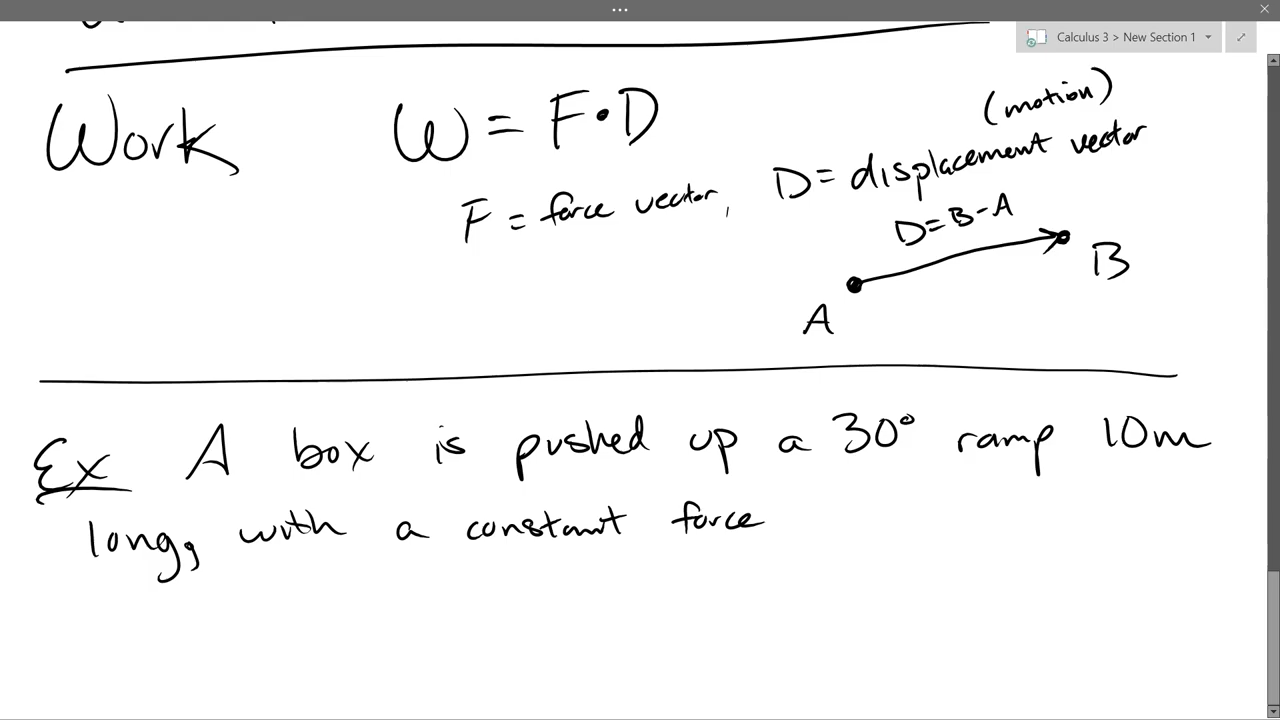 Calculus 3 > New Section 1
Work W = F • D
(motion)
F = force vector, D = displacement vector
D = B - A
A
B
Ex A box is pushed up a 30° ramp 10m
long, with a constant force